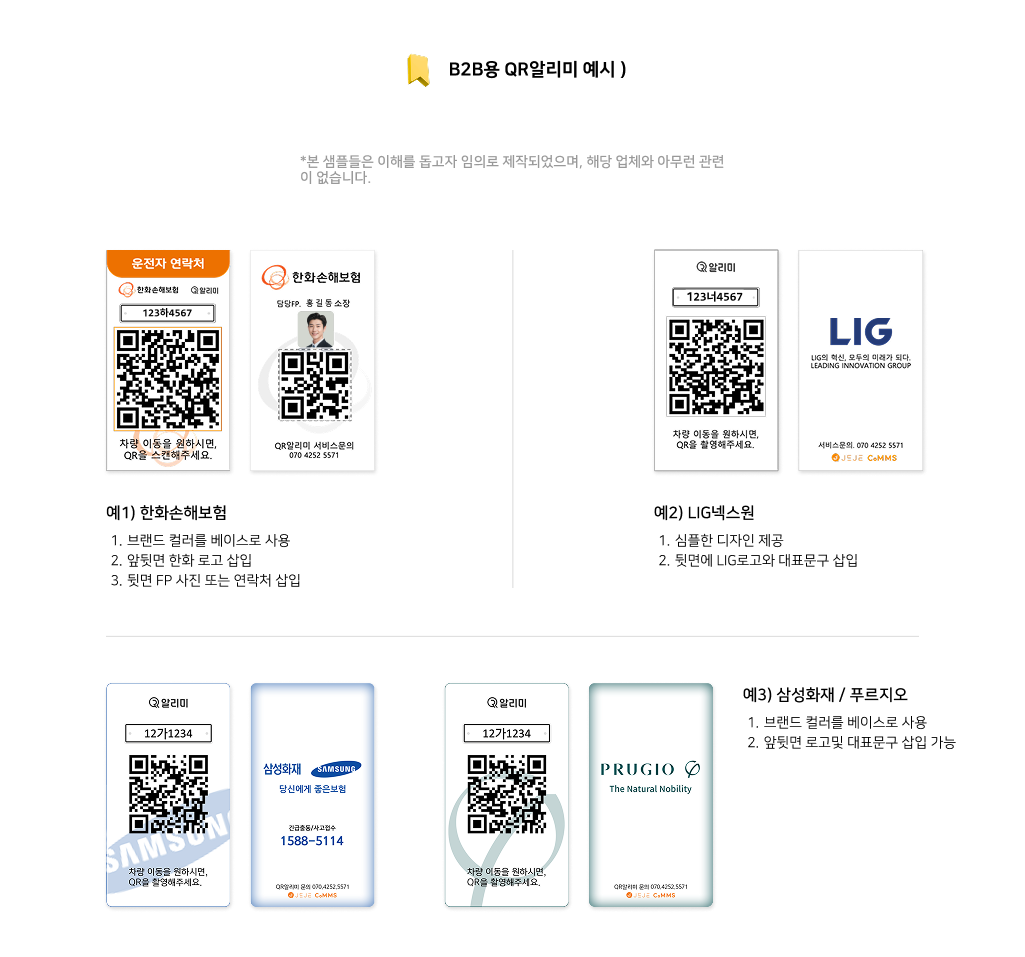 B2B용 QR알리미 예시 )
*본 샘플들은 이해를 돕고자 임의로 제작되었으며, 해당 업체와 아무런 관련
이 없습니다.
운전자 연락처
한화손해보험 알리미
123하4567
차량 이동을 원하시면,
QR을 스캔해주세요.
한화손해보험
담당FP. 홍 길 동 소장
QR알리미 서비스문의
070 4252 5571
예1) 한화손해보험
1. 브랜드 컬러를 베이스로 사용
2. 앞뒷면 한화 로고 삽입
3. 뒷면 FP 사진 또는 연락처 삽입
알리미
123너4567
차량 이동을 원하시면,
QR을 촬영해주세요.
LIG
LIG의 혁신, 모두의 미래가 되다.
LEADING INNOVATION GROUP
서비스문의. 070 4252 5571
JEJE CoMMS
예2) LIG넥스원
1. 심플한 디자인 제공
2. 뒷면에 LIG로고와 대표문구 삽입
알리미
12가1234
SAMSUNG
차량 이동을 원하시면,
QR을 촬영해주세요.
삼성화재 SAMSUNG
당신에게 좋은보험
긴급출동/사고접수
1588-5114
QR알리미 문의 070.4252.5571
JEJE CoMMS
알리미
12가1234
차량 이동을 원하시면,
QR을 촬영해주세요.
PRUGIO
The Natural Nobility
QR알리미 문의 070.4252.5571
JEJE CoMMS
예3) 삼성화재 / 푸르지오
1. 브랜드 컬러를 베이스로 사용
2. 앞뒷면 로고및 대표문구 삽입 가능